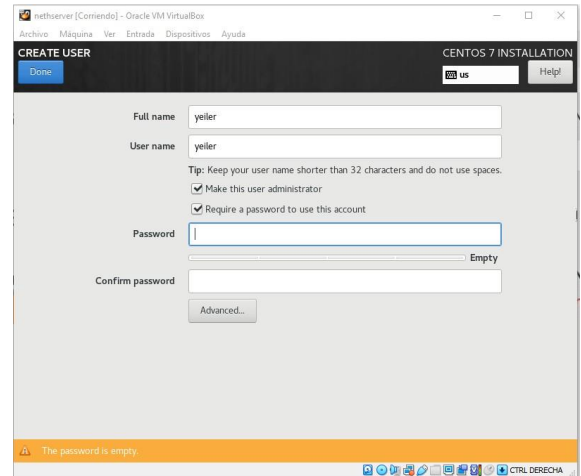 nethserver [Corriendo] - Oracle VM VirtualBox
Archivo Máquina Ver Entrada Dispositivos Ayuda
CREATE USER
CENTOS 7 INSTALLATION
Done
us
Help!
Full name
yeiler
User name
yeiler
Tip: Keep your user name shorter than 32 characters and do not use spaces.
Make this user administrator
Require a password to use this account
Password
Empty
Confirm password
Advanced...
The password is empty.
CTRL DERECHA